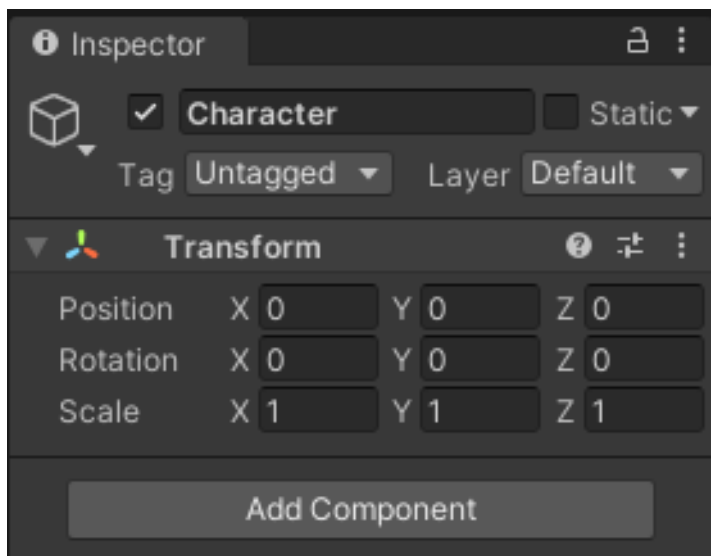 Inspector
Character Static
Tag Untagged Layer Default
Transform
Position X 0 Y 0 Z 0
Rotation X 0 Y 0 Z 0
Scale X 1 Y 1 Z 1
Add Component